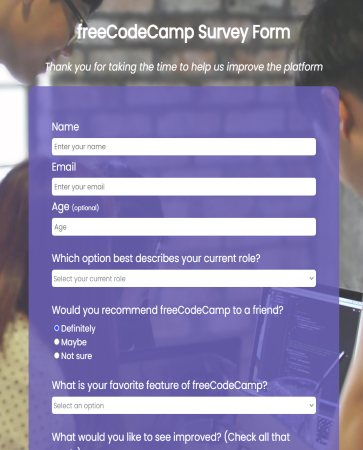 freeCodeCamp Survey Form
Thank you for taking the time to help us improve the platform
Name
Enter your name
Email
Enter your email
Age (optional)
Age
Which option best describes your current role?
Select your current role
Would you recommend freeCodeCamp to a friend?
Definitely
Maybe
Not sure
What is your favorite feature of freeCodeCamp?
Select an option
What would you like to see improved? (Check all that